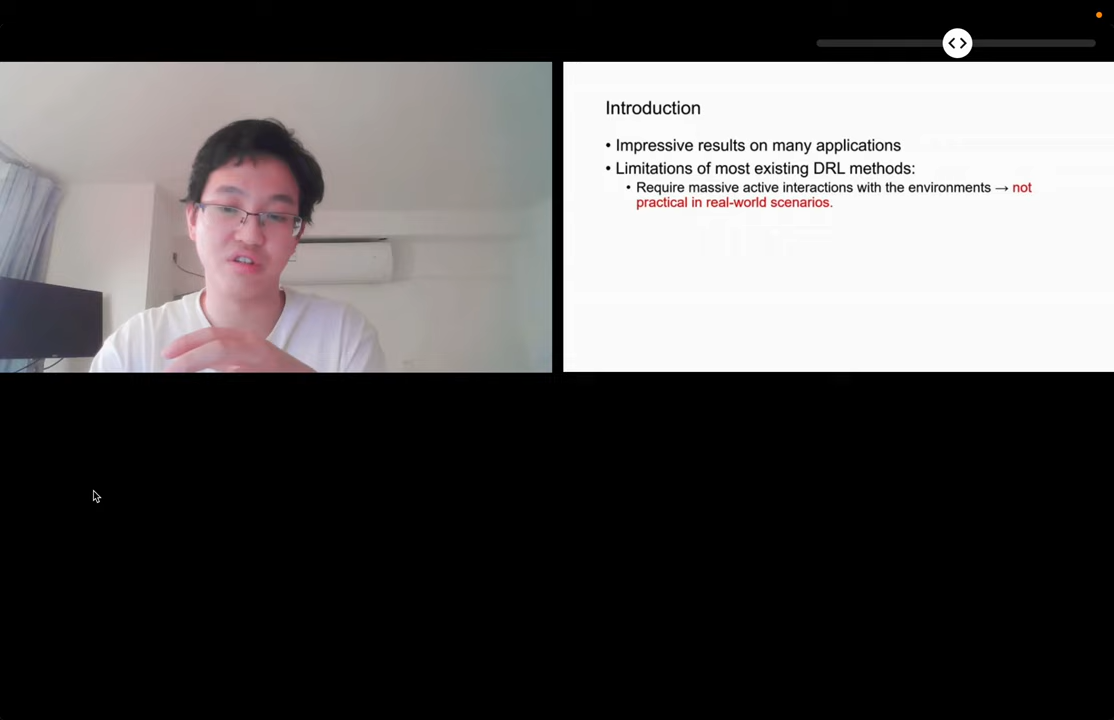 Introduction
• Impressive results on many applications
• Limitations of most existing DRL methods:
• Require massive active interactions with the environments → not
practical in real-world scenarios.